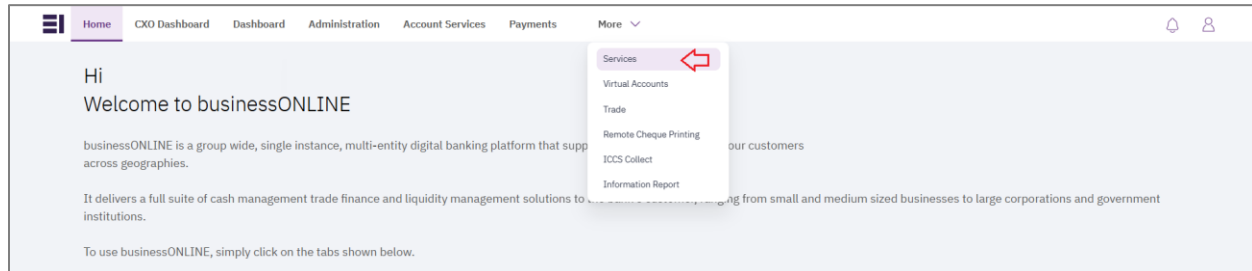 Home CXO Dashboard Dashboard Administration Account Services Payments More
Services
Virtual Accounts
Trade
Remote Cheque Printing
ICCS Collect
Information Report
Hi
Welcome to businessONLINE
businessONLINE is a group wide, single instance, multi-entity digital banking platform that our customers
across geographies.
It delivers a full suite of cash management trade finance and liquidity management solutions to from small and medium sized businesses to large corporations and government
institutions.
To use businessONLINE, simply click on the tabs shown below.